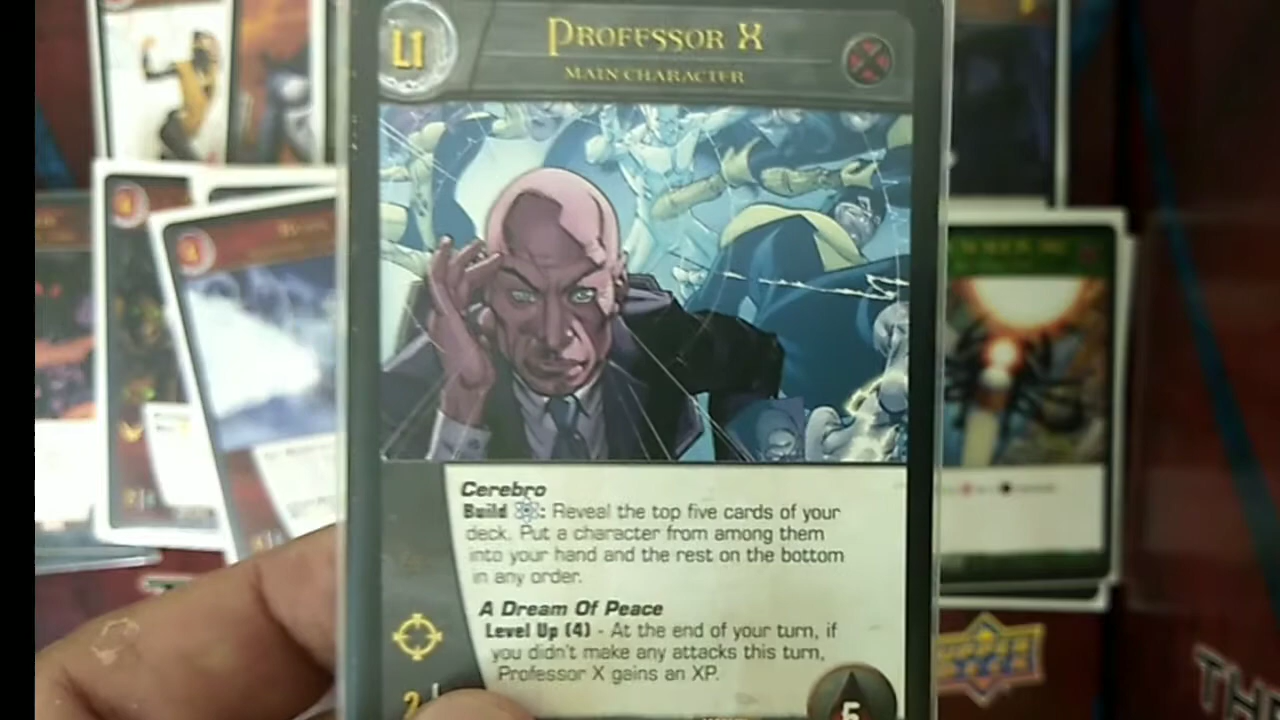 L1
PROFESSOR X
MAIN CHARACTER
Cerebro
Build : Reveal the top five cards of your
deck. Put a character from among them
into your hand and the rest on the bottom
in any order.
A Dream Of Peace
Level Up (4) - At the end of your turn, if
you didn't make any attacks this turn,
Professor X gains an XP.
2
5
TH